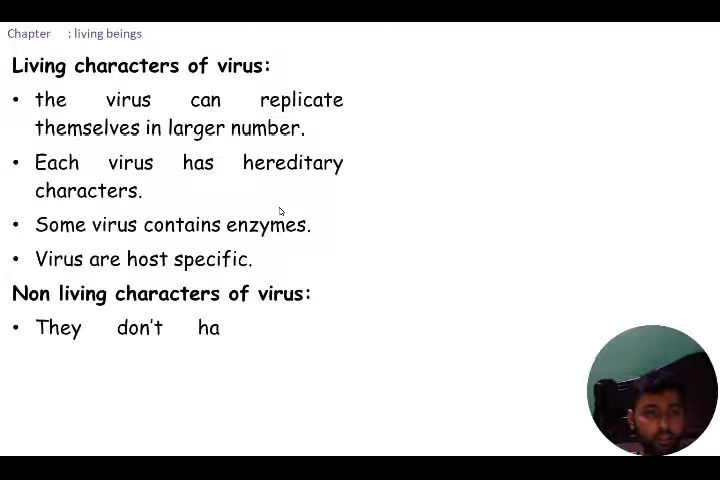 Chapter : living beings
Living characters of virus:
• the virus can replicate
themselves in larger number.
• Each virus has hereditary
characters.
• Some virus contains enzymes.
• Virus are host specific.
Non living characters of virus:
• They don't ha